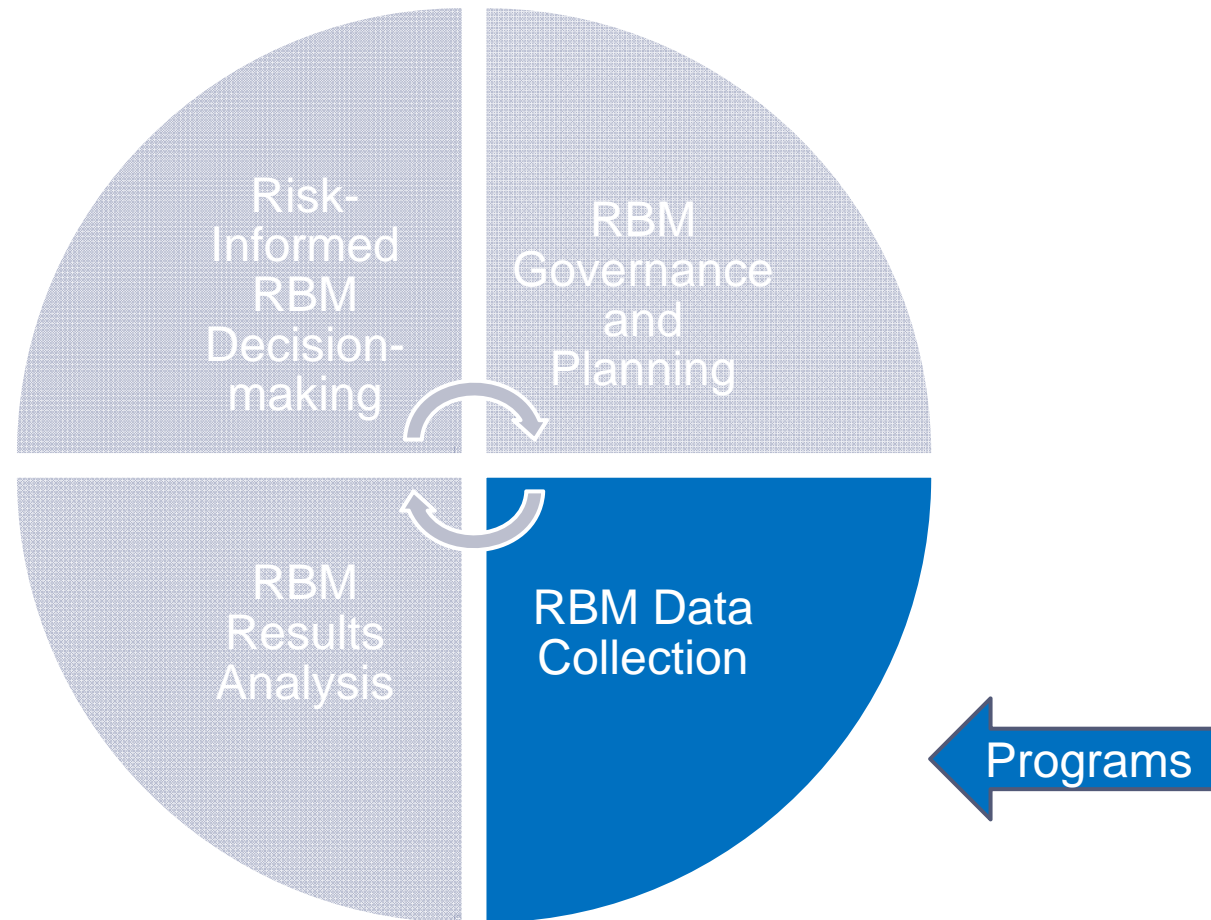 Risk-
Informed
RBM
Decision-
making
RBM
Governance
and
Planning
RBM
Results
Analysis
RBM Data
Collection
Programs